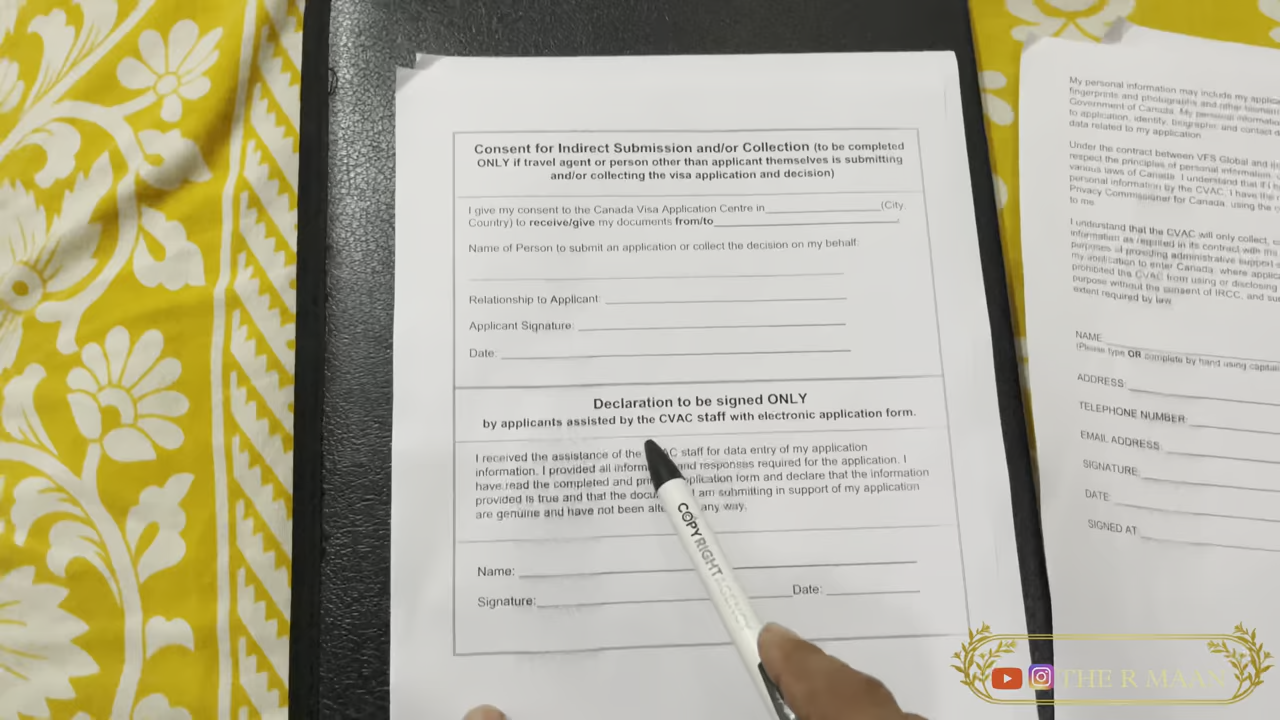 Consent for Indirect Submission and/or Collection (to be completed
ONLY if travel agent or person other than applicant themselves is submitting
and/or collecting the visa application and decision)
I give my consent to the Canada Visa Application Centre in (City,
Country) to receive/give my documents from/to
Name of Person to submit an application or collect the decision on my behalf:
Relationship to Applicant:
Applicant Signature:
Date:
Declaration to be signed ONLY
by applicants assisted by the CVAC staff with electronic application form.
I received the assistance of the staff for data entry of my application
information. I provided all and responses required for the application. I
have read the completed and application form and declare that the information
provided is true and that the I am submitting in support of my application
are genuine and have not been any way.
Name:
Signature: Date:
My personal information may include my
fingerprints and photographs and other
Government of Canada. My personal
to application, identity, biographic and contact
data related to my application.
Under the contract between VFS Global and
respect the principles of personal
various laws of Canada. I understand that if I
personal information by the CVAC, I have the
Privacy Commissioner for Canada, using the
to me.
I understand that the CVAC will only collect,
information as required in its contract with
purposes of providing administrative support
my application to enter Canada, where
prohibited the CVAC from using or disclosing
purpose without the consent of IRCC, and
extent required by law.
NAME:
(Please type OR complete by hand using
ADDRESS:
TELEPHONE NUMBER:
EMAIL ADDRESS:
SIGNATURE:
DATE:
SIGNED AT:
COPYRIGHT
THE R MAAN